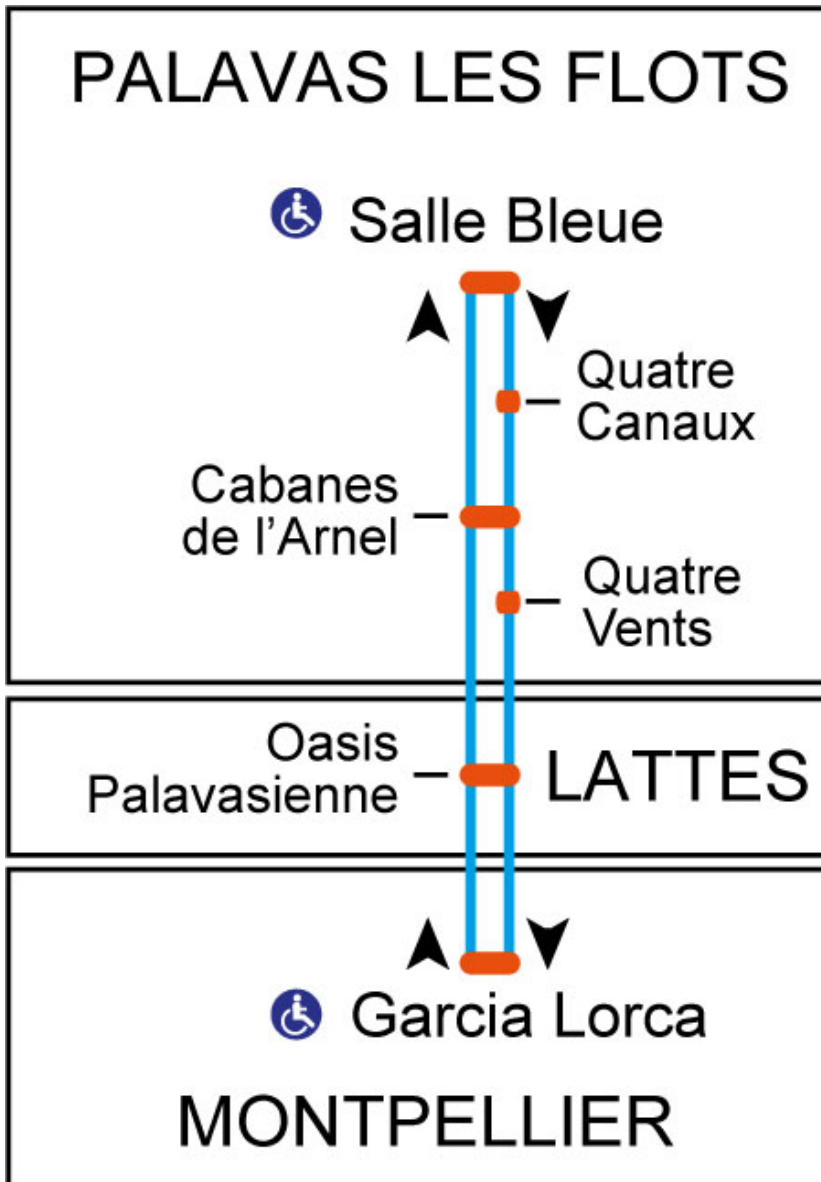 PALAVAS LES FLOTS
Salle Bleue
Quatre
Canaux
Cabanes
de l'Arnel
Quatre
Vents
Oasis
Palavasienne
LATTES
Garcia Lorca
MONTPELLIER